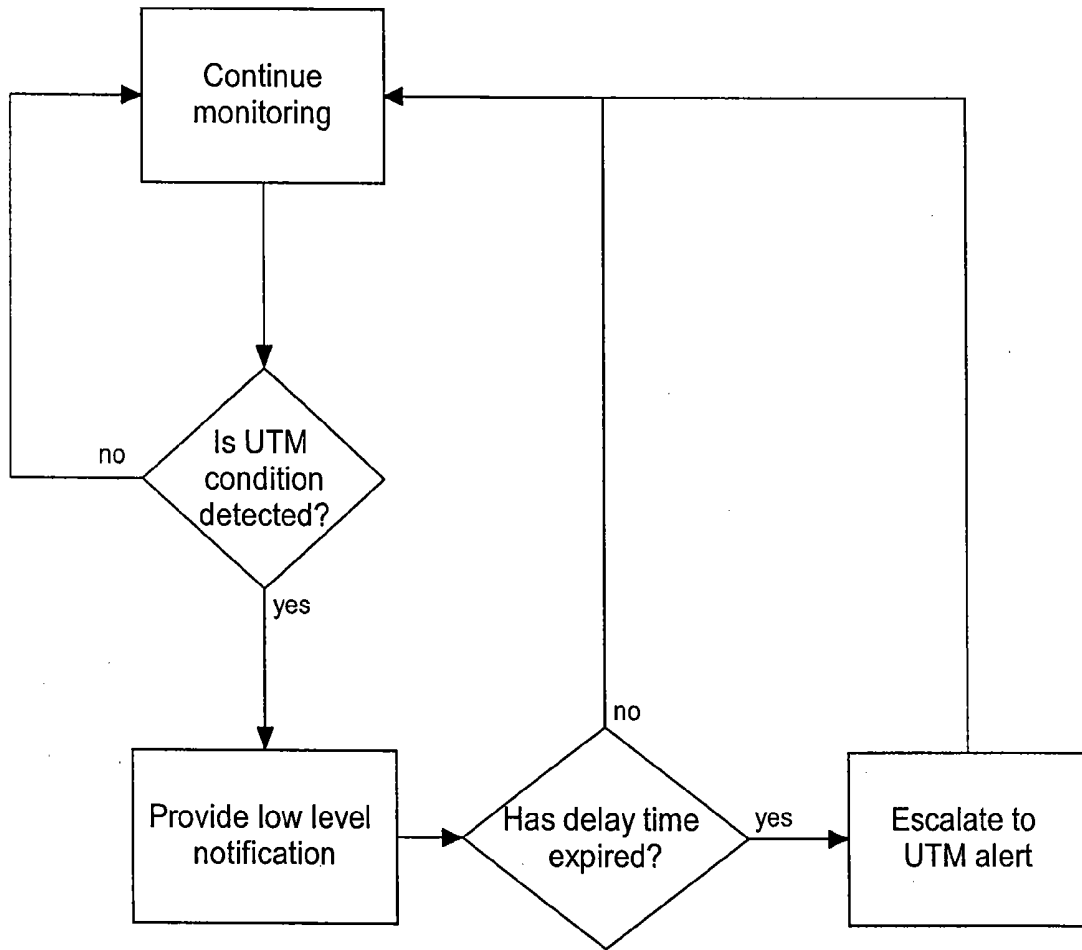 Continue
monitoring
Is UTM
condition
detected?
no
yes
Provide low level
notification
Has delay time
expired?
no
yes
Escalate to
UTM alert